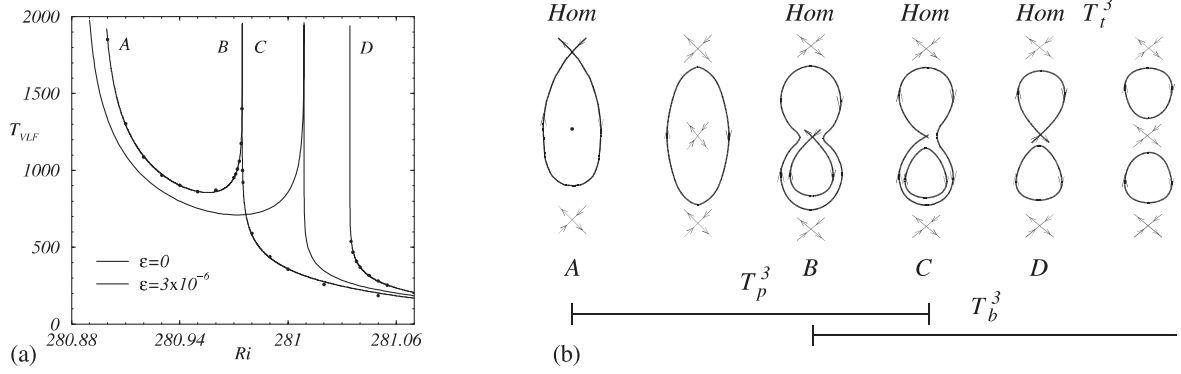 2000
1500
1000
500
0
T_VLF
A
B
C
D
ε=0
ε=3x10^-6
280.88
280.94
281
281.06
Ri
(a)
Hom
Hom
Hom
Hom
T_t^3
A
B
C
D
T_p^3
T_b^3
(b)